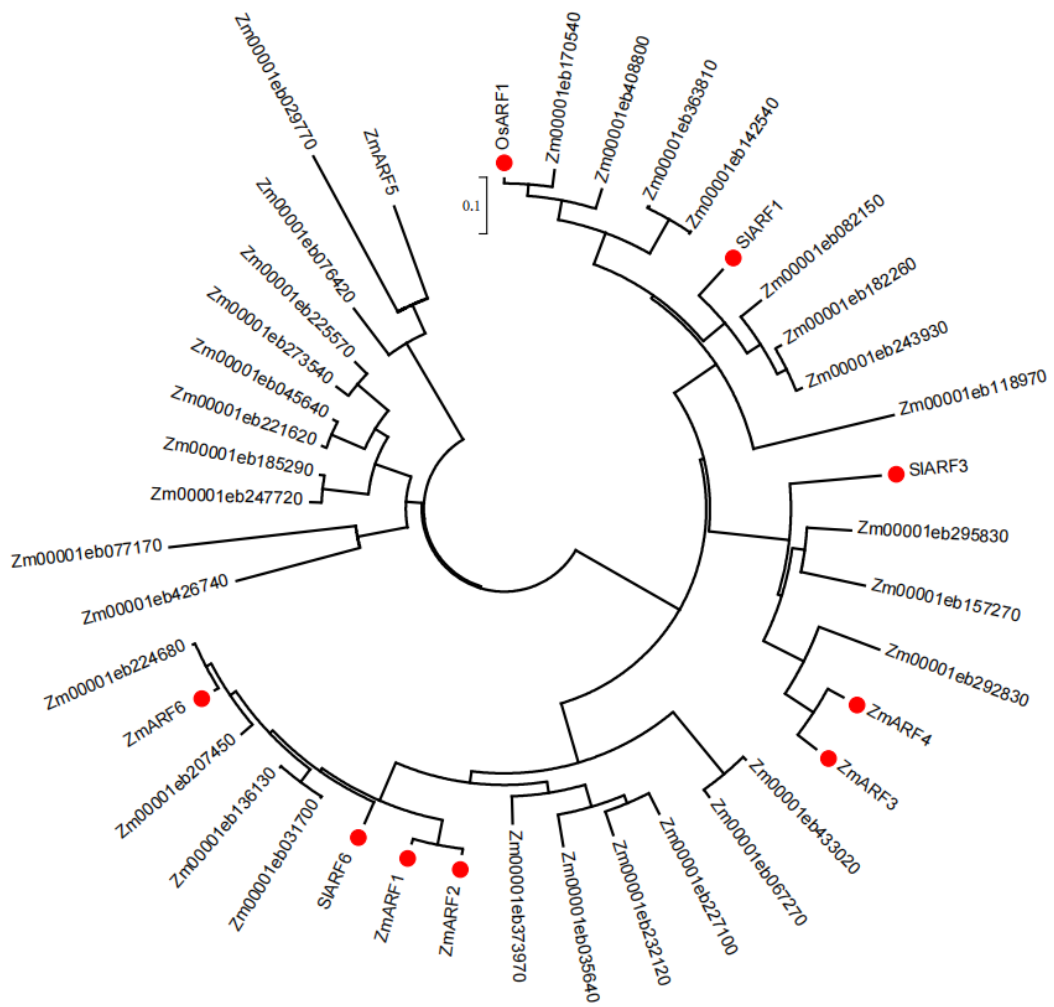 OsARF1
Zm00001eb170540
Zm00001eb408800
Zm00001eb363810
Zm00001eb142540
SlARF1
Zm00001eb082150
Zm00001eb182260
Zm00001eb243930
Zm00001eb118970
SlARF3
Zm00001eb295830
Zm00001eb157270
Zm00001eb292830
ZmARF4
ZmARF3
Zm00001eb433020
Zm00001eb067270
Zm00001eb227100
Zm00001eb232120
Zm00001eb035640
Zm00001eb373970
ZmARF2
ZmARF1
SlARF6
Zm00001eb031700
Zm00001eb136130
Zm00001eb207450
ZmARF6
Zm00001eb224680
Zm00001eb426740
Zm00001eb077170
Zm00001eb247720
Zm00001eb185290
Zm00001eb221620
Zm00001eb045640
Zm00001eb273540
Zm00001eb225570
Zm00001eb076420
Zm00001eb029770
ZmARF5
0.1